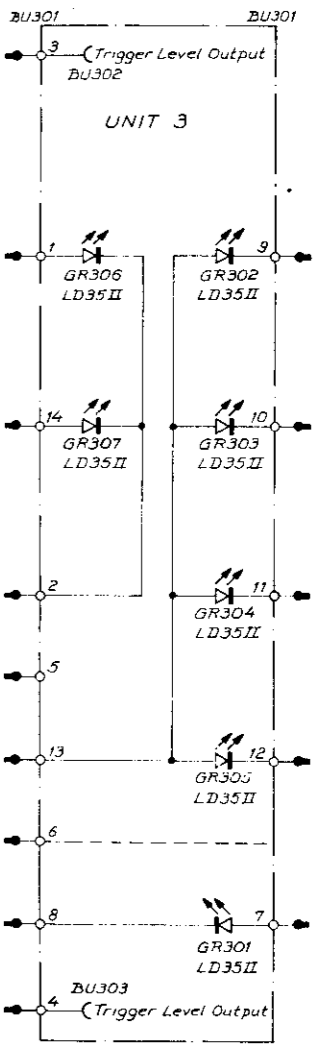 BU301 BU301
3 Trigger Level Output
BU302
UNIT 3
1 9
GR306 GR302
LD35II LD35II
14 10
GR307 GR303
LD35II LD35II
2 11
GR304
LD35II
5
13 12
GR305
LD35II
6
8 7
GR301
LD35II
BU303
4 Trigger Level Output